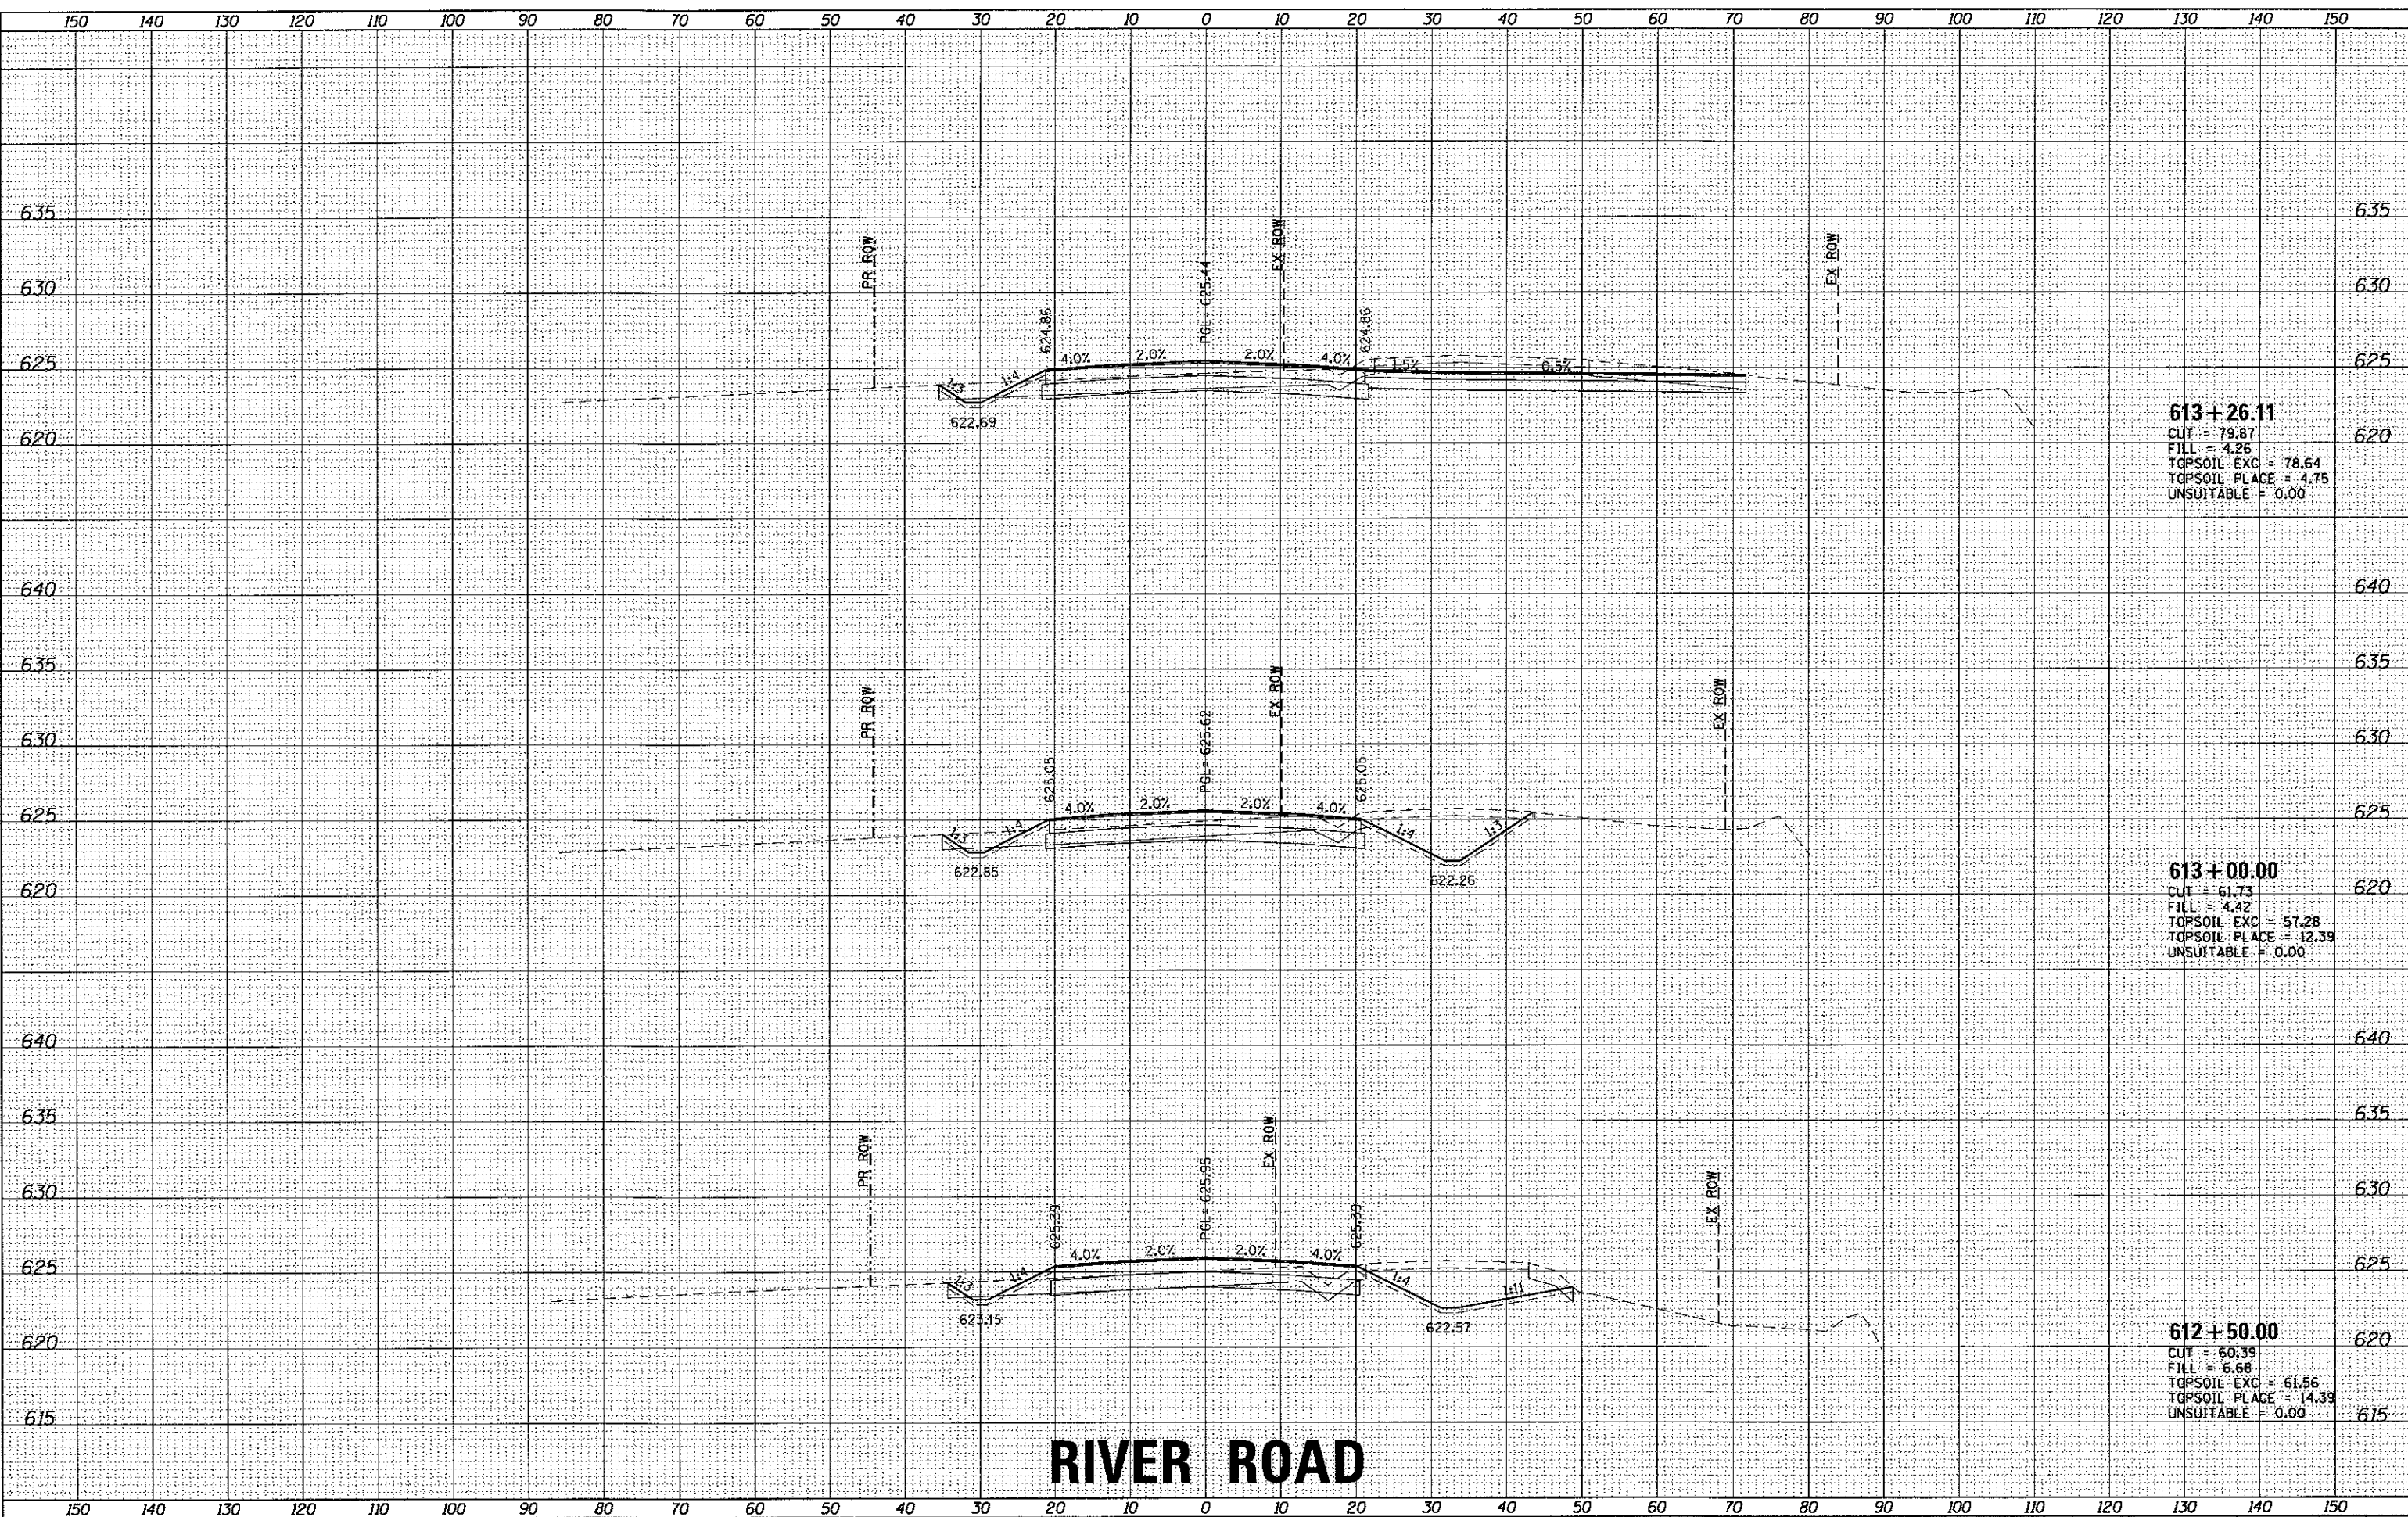 150 140 130 120 110 100 90 80 70 60 50 40 30 20 10 0 10 20 30 40 50 60 70 80 90 100 110 120 130 140 150
635 635
PR ROW
EX ROW
EX ROW
630 630
624.86
PGL= 625.44
624.86
625 625
1:3 1:4 4.0% 2.0% 2.0% 4.0% 1.5% 0.5%
622.69
613+26.11
620 620
CUT = 79.87
FILL = 4.26
TOPSOIL EXC = 78.64
TOPSOIL PLACE = 4.75
UNSUITABLE = 0.00
640 640
635 635
PR ROW
EX ROW
EX ROW
630 630
625.05
PGL= 625.62
625.05
625 625
1:3 1:4 4.0% 2.0% 2.0% 4.0% 1:4 1:3
622.85
622.26
613+00.00
620 620
CUT = 61.73
FILL = 4.42
TOPSOIL EXC = 57.28
TOPSOIL PLACE = 12.39
UNSUITABLE = 0.00
640 640
635 635
PR ROW
EX ROW
EX ROW
630 630
625.39
PGL= 625.95
625.39
625 625
1:3 1:4 4.0% 2.0% 2.0% 4.0% 1:4 1:11
623.15
622.57
612+50.00
620 620
CUT = 60.39
FILL = 6.68
TOPSOIL EXC = 61.56
TOPSOIL PLACE = 14.39
UNSUITABLE = 0.00
615 615
RIVER ROAD
150 140 130 120 110 100 90 80 70 60 50 40 30 20 10 0 10 20 30 40 50 60 70 80 90 100 110 120 130 140 150